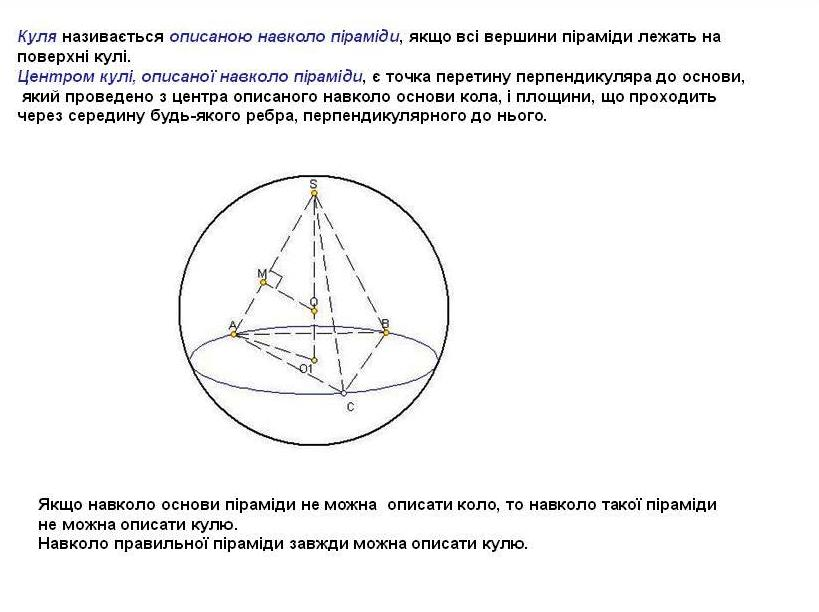 Куля називається описаною навколо піраміди, якщо всі вершини піраміди лежать на
поверхні кулі.
Центром кулі, описаної навколо піраміди, є точка перетину перпендикуляра до основи,
який проведено з центра описаного навколо основи кола, і площини, що проходить
через середину будь-якого ребра, перпендикулярного до нього.
S
M
O
A
B
O1
C
Якщо навколо основи піраміди не можна описати коло, то навколо такої піраміди
не можна описати кулю.
Навколо правильної піраміди завжди можна описати кулю.